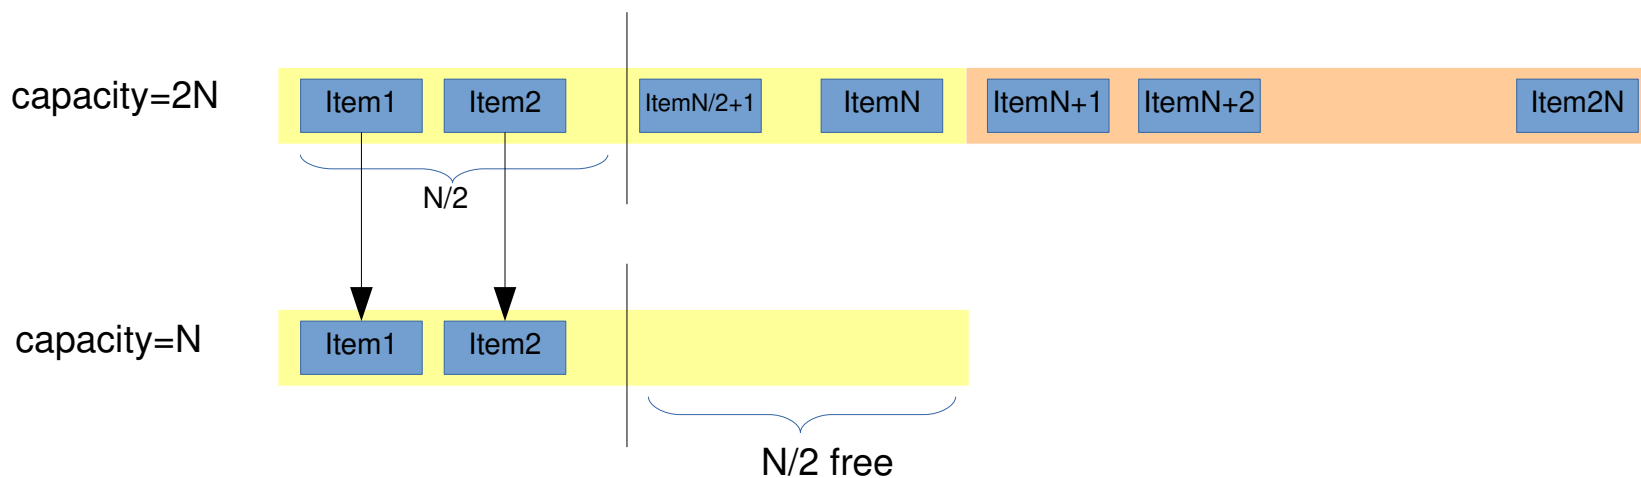 capacity=2N
Item1
Item2
ItemN/2+1
ItemN
ItemN+1
ItemN+2
Item2N
N/2
capacity=N
Item1
Item2
N/2 free